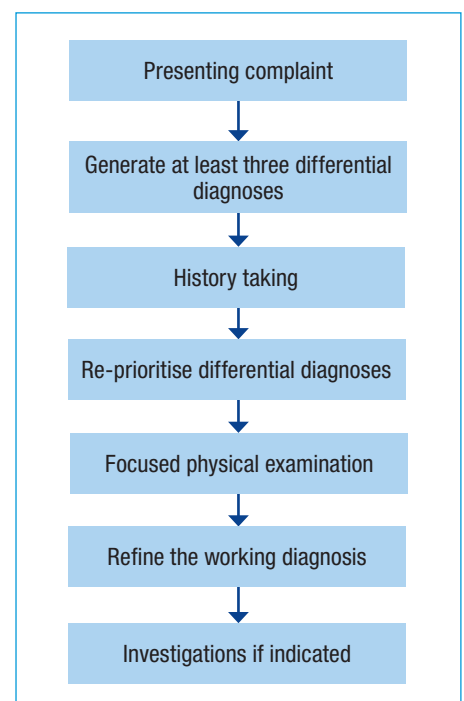 Presenting complaint
Generate at least three differential
diagnoses
History taking
Re-prioritise differential diagnoses
Focused physical examination
Refine the working diagnosis
Investigations if indicated